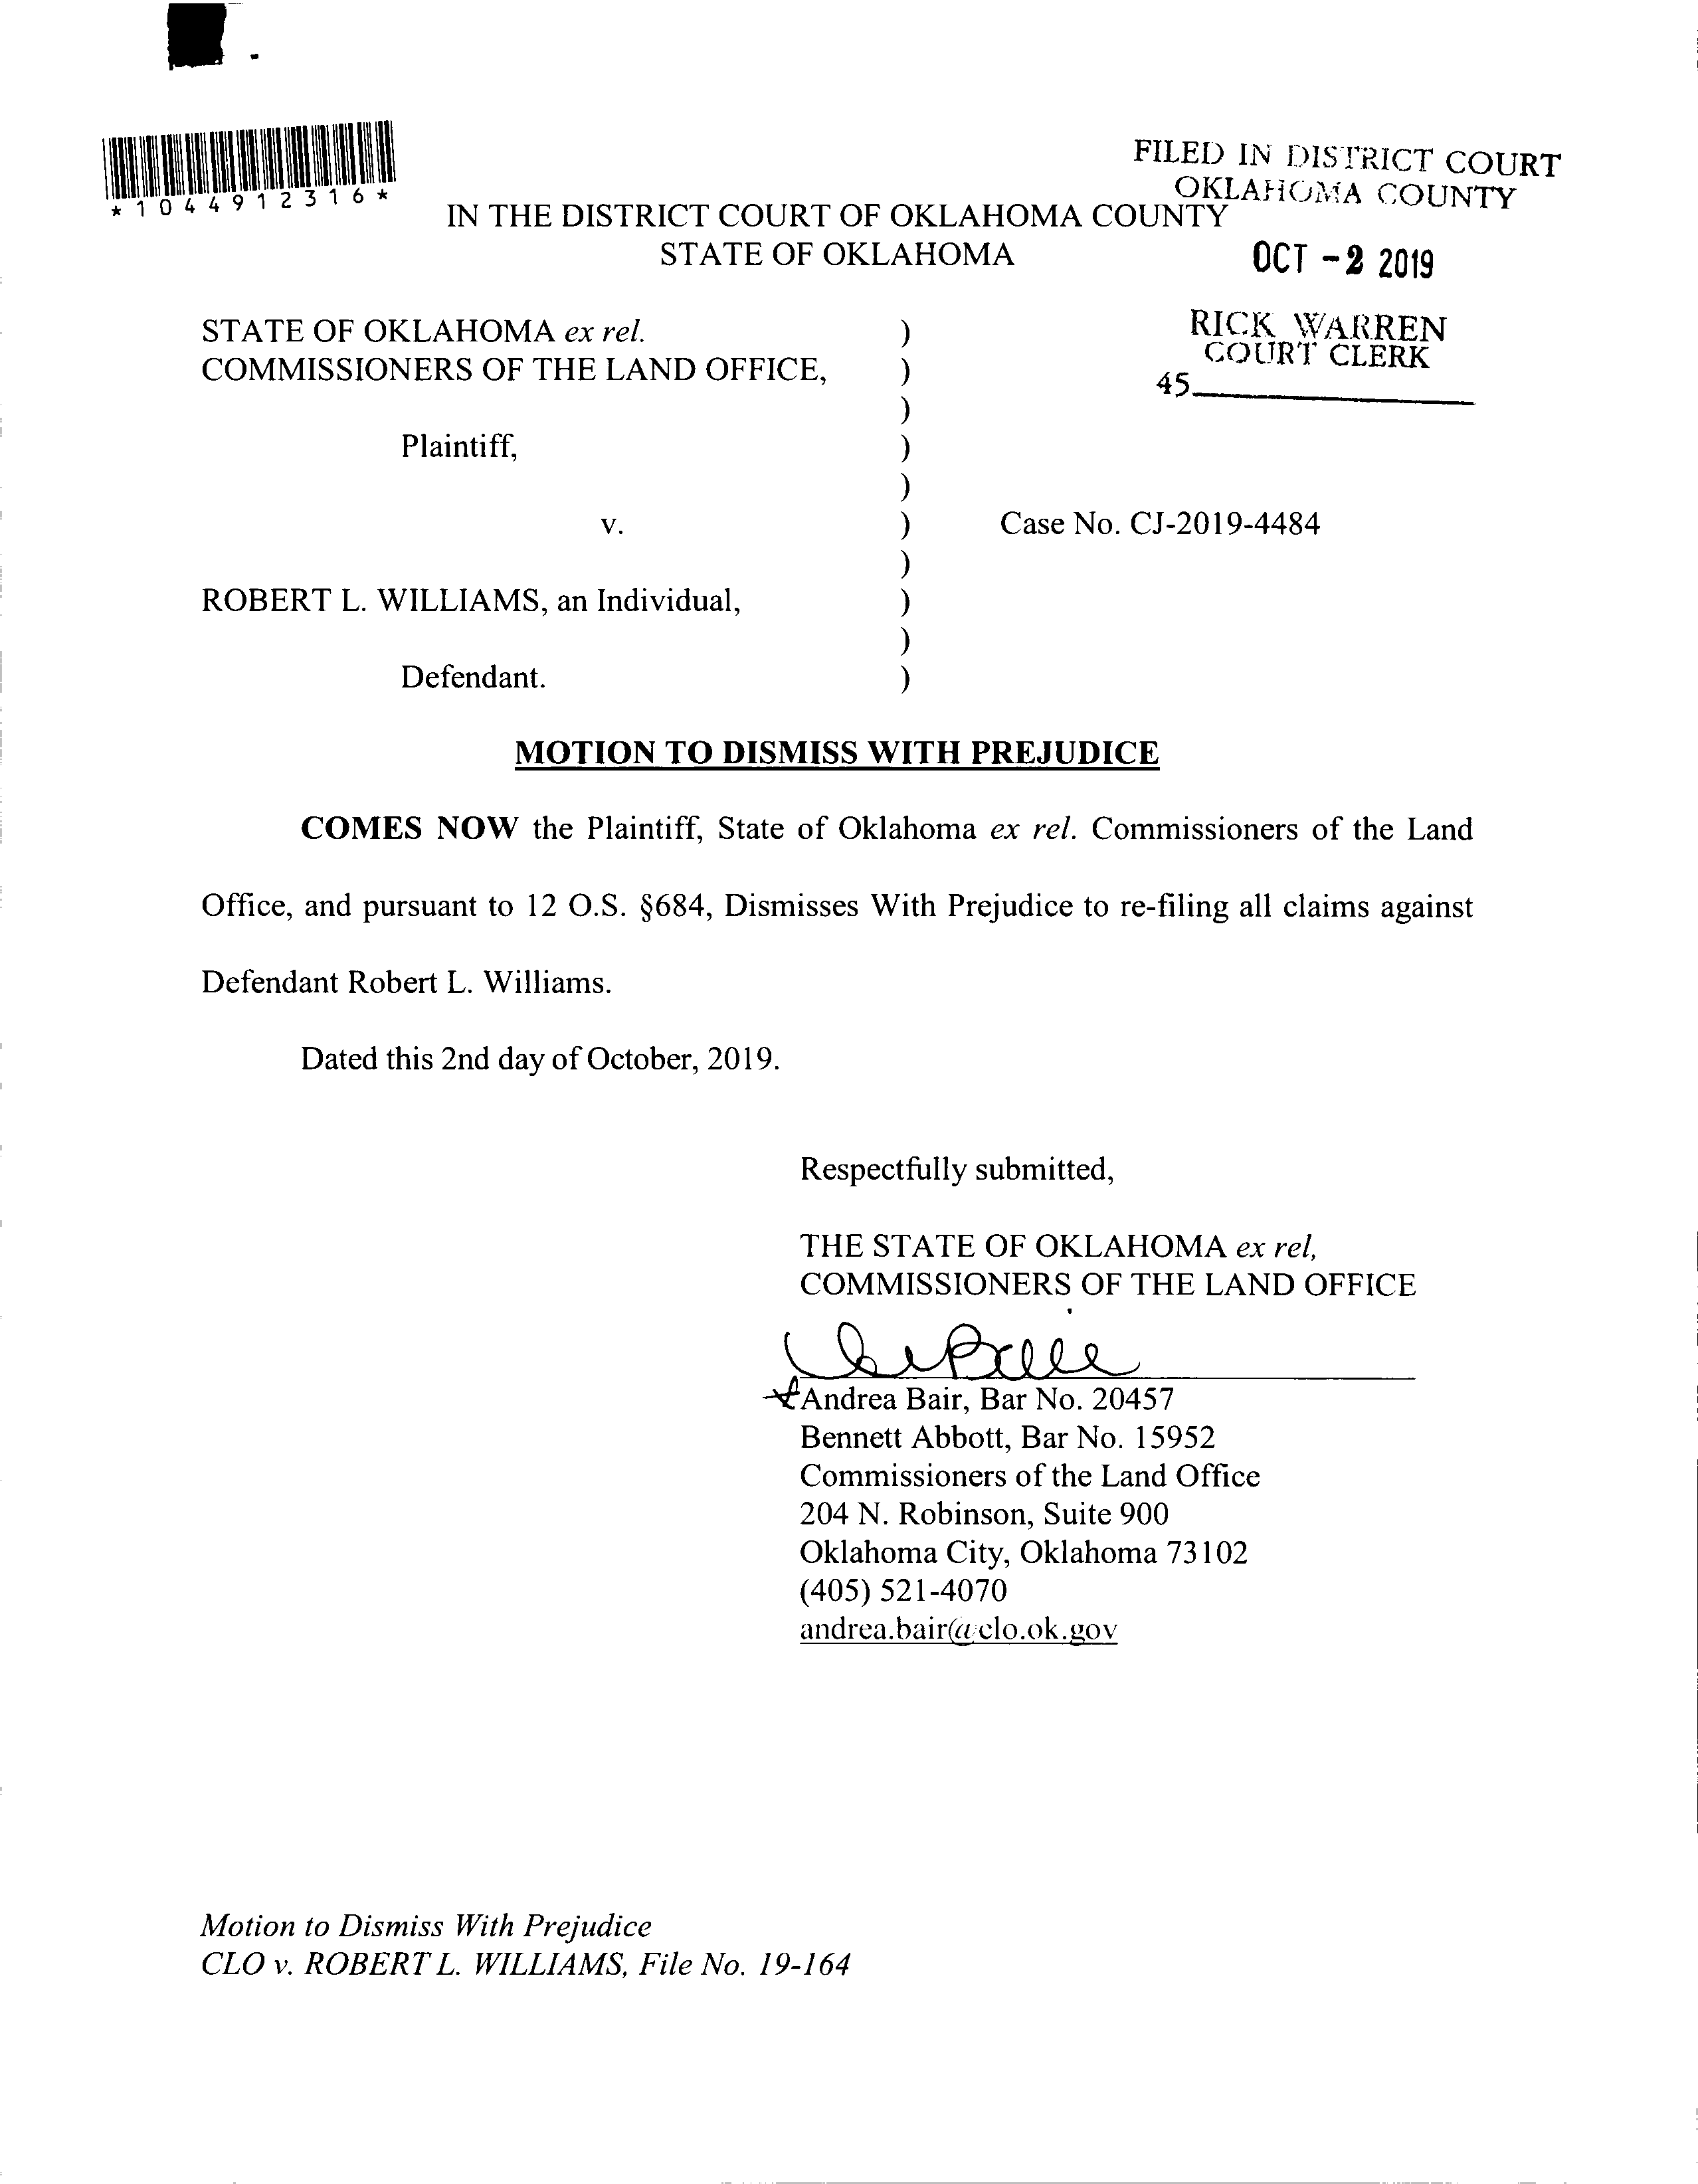 *1044912316*
FILED IN DISTRICT COURT
OKLAHOMA COUNTY
IN THE DISTRICT COURT OF OKLAHOMA COUNTY
STATE OF OKLAHOMA
OCT -2 2019
RICK WARREN
COURT CLERK
45
STATE OF OKLAHOMA ex rel. )
COMMISSIONERS OF THE LAND OFFICE, )
)
Plaintiff, )
)
v. ) Case No. CJ-2019-4484
)
ROBERT L. WILLIAMS, an Individual, )
)
Defendant. )
MOTION TO DISMISS WITH PREJUDICE
COMES NOW the Plaintiff, State of Oklahoma ex rel. Commissioners of the Land
Office, and pursuant to 12 O.S. §684, Dismisses With Prejudice to re-filing all claims against
Defendant Robert L. Williams.
Dated this 2nd day of October, 2019.
Respectfully submitted,
THE STATE OF OKLAHOMA ex rel,
COMMISSIONERS OF THE LAND OFFICE
Andrea Bair, Bar No. 20457
Bennett Abbott, Bar No. 15952
Commissioners of the Land Office
204 N. Robinson, Suite 900
Oklahoma City, Oklahoma 73102
(405) 521-4070
andrea.bair@clo.ok.gov
Motion to Dismiss With Prejudice
CLO v. ROBERT L. WILLIAMS, File No. 19-164